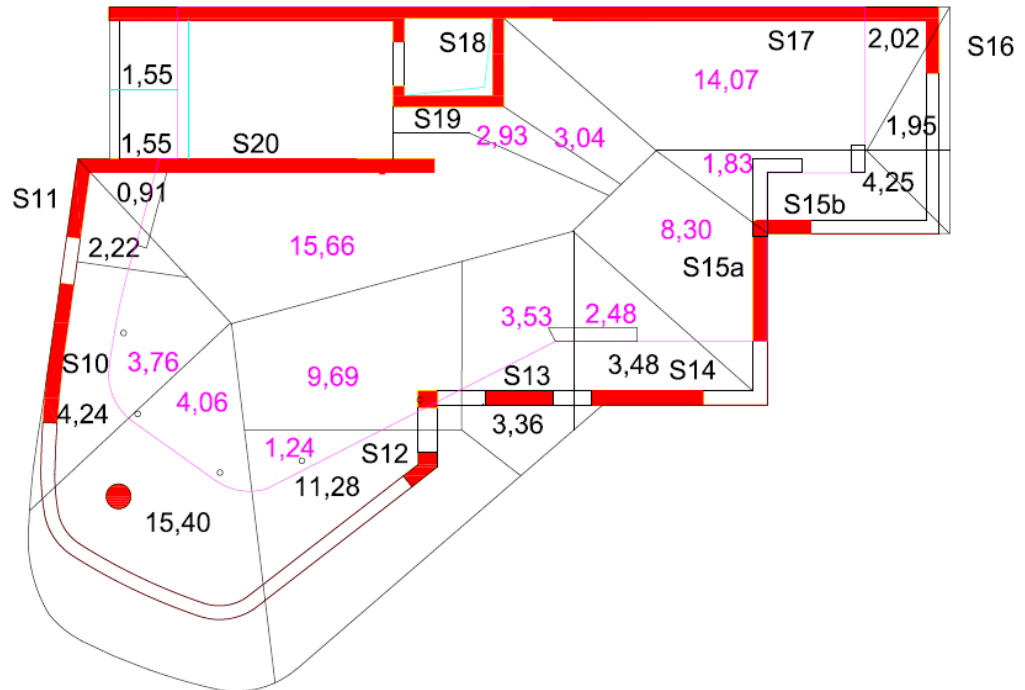 S18
S17
2,02
S16
1,55
14,07
S19
2,93
3,04
1,95
1,55
S20
1,83
4,25
S11
0,91
S15b
2,22
15,66
8,30
S15a
3,53
2,48
S10
3,76
9,69
S13
3,48
S14
4,24
4,06
3,36
1,24
S12
11,28
15,40